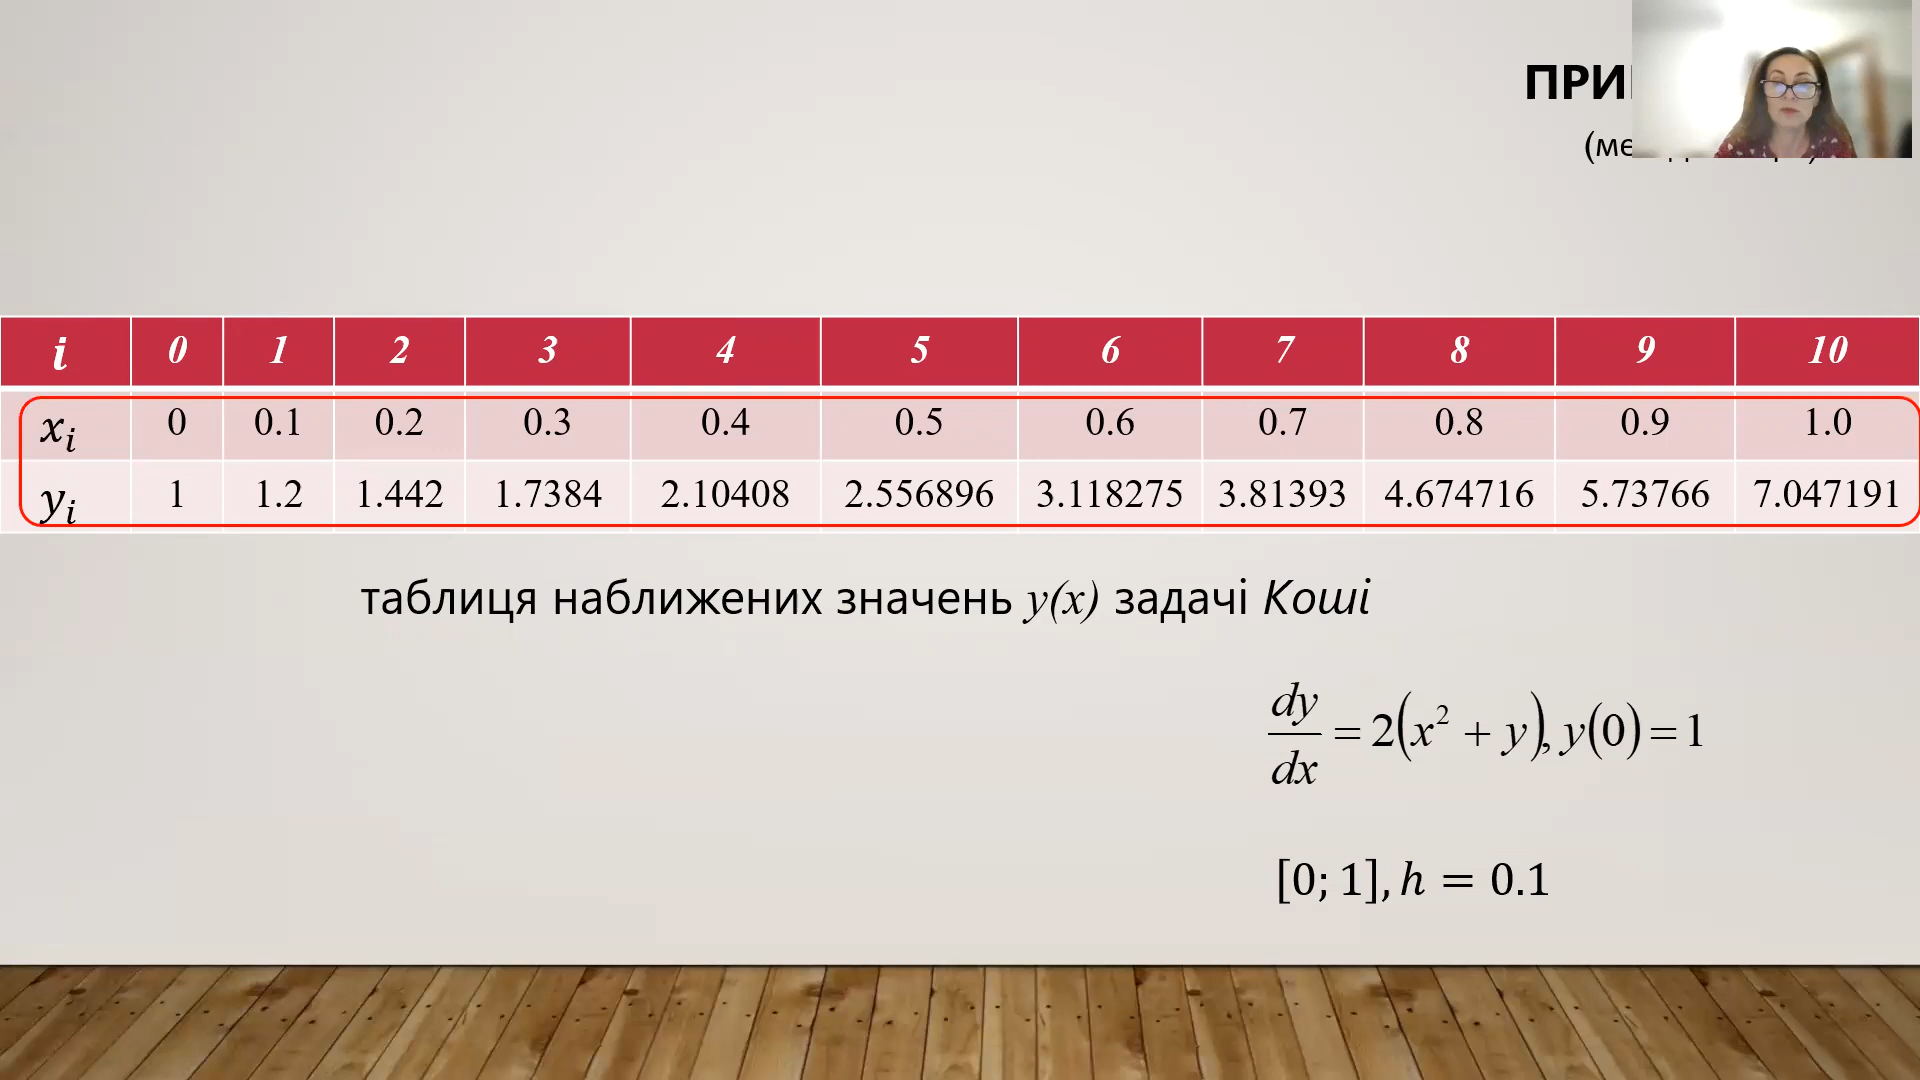 i 0 1 2 3 4 5 6 7 8 9 10
xᵢ 0 0.1 0.2 0.3 0.4 0.5 0.6 0.7 0.8 0.9 1.0
yᵢ 1 1.2 1.442 1.7384 2.10408 2.556896 3.118275 3.81393 4.674716 5.73766 7.047191
таблиця наближених значень y(x) задачі Коші
dy/dx = 2(x² + y), y(0) = 1
[0; 1], h = 0.1